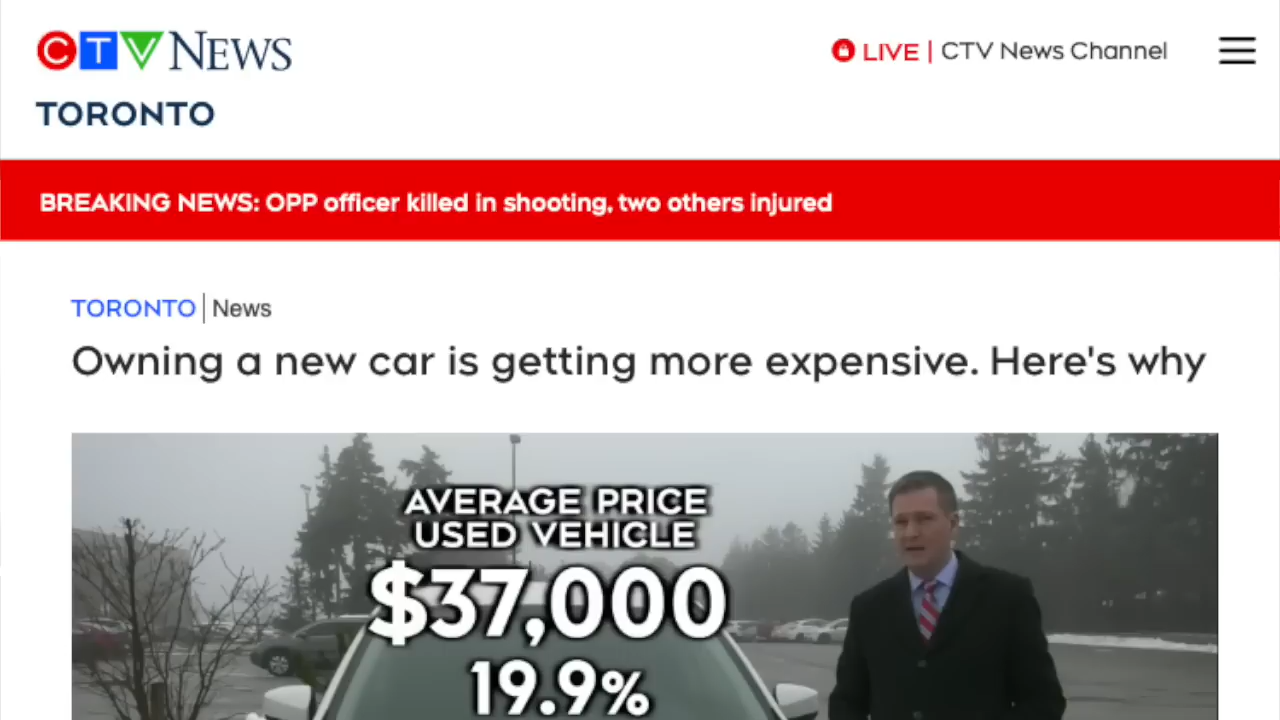 CTV NEWS
LIVE | CTV News Channel
TORONTO
BREAKING NEWS: OPP officer killed in shooting, two others injured
TORONTO | News
Owning a new car is getting more expensive. Here's why
AVERAGE PRICE
USED VEHICLE
$37,000
19.9%